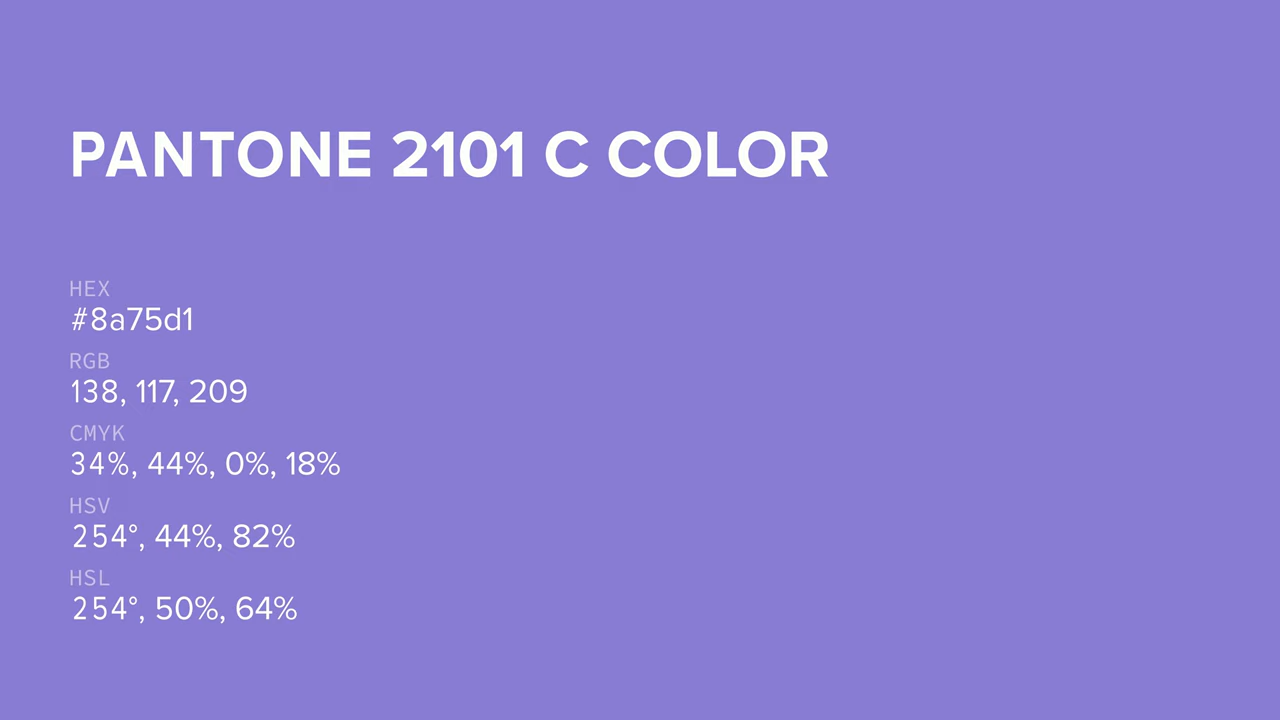 PANTONE 2101 C COLOR
HEX
#8a75d1
RGB
138, 117, 209
CMYK
34%, 44%, 0%, 18%
HSV
254°, 44%, 82%
HSL
254°, 50%, 64%